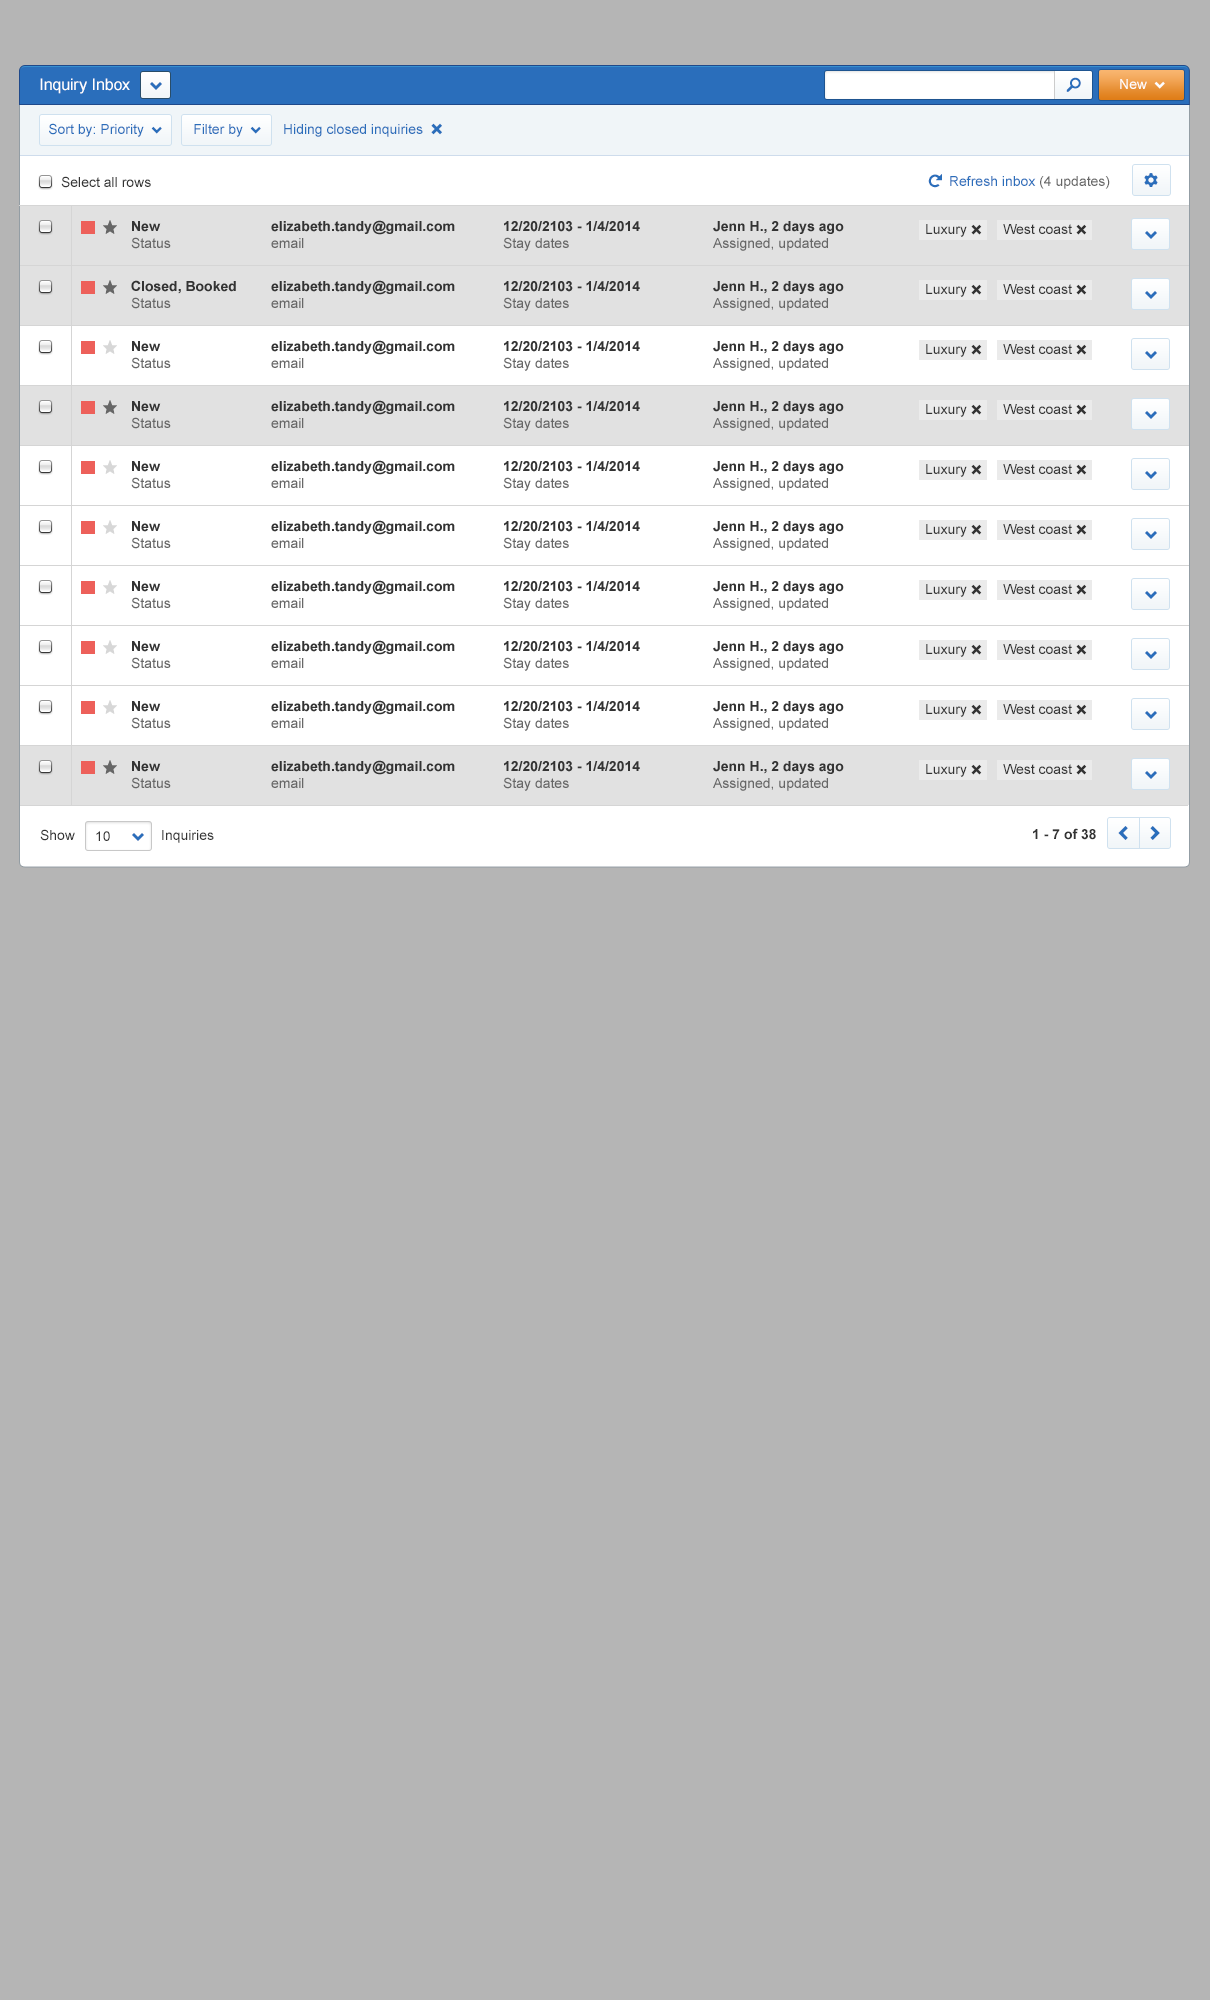 Inquiry Inbox New
Sort by: Priority Filter by Hiding closed inquiries
Select all rows Refresh inbox (4 updates)
New elizabeth.tandy@gmail.com 12/20/2103 - 1/4/2014 Jenn H., 2 days ago Luxury West coast
Status email Stay dates Assigned, updated
Closed, Booked elizabeth.tandy@gmail.com 12/20/2103 - 1/4/2014 Jenn H., 2 days ago Luxury West coast
Status email Stay dates Assigned, updated
New elizabeth.tandy@gmail.com 12/20/2103 - 1/4/2014 Jenn H., 2 days ago Luxury West coast
Status email Stay dates Assigned, updated
New elizabeth.tandy@gmail.com 12/20/2103 - 1/4/2014 Jenn H., 2 days ago Luxury West coast
Status email Stay dates Assigned, updated
New elizabeth.tandy@gmail.com 12/20/2103 - 1/4/2014 Jenn H., 2 days ago Luxury West coast
Status email Stay dates Assigned, updated
New elizabeth.tandy@gmail.com 12/20/2103 - 1/4/2014 Jenn H., 2 days ago Luxury West coast
Status email Stay dates Assigned, updated
New elizabeth.tandy@gmail.com 12/20/2103 - 1/4/2014 Jenn H., 2 days ago Luxury West coast
Status email Stay dates Assigned, updated
New elizabeth.tandy@gmail.com 12/20/2103 - 1/4/2014 Jenn H., 2 days ago Luxury West coast
Status email Stay dates Assigned, updated
New elizabeth.tandy@gmail.com 12/20/2103 - 1/4/2014 Jenn H., 2 days ago Luxury West coast
Status email Stay dates Assigned, updated
New elizabeth.tandy@gmail.com 12/20/2103 - 1/4/2014 Jenn H., 2 days ago Luxury West coast
Status email Stay dates Assigned, updated
Show 10 Inquiries 1 - 7 of 38